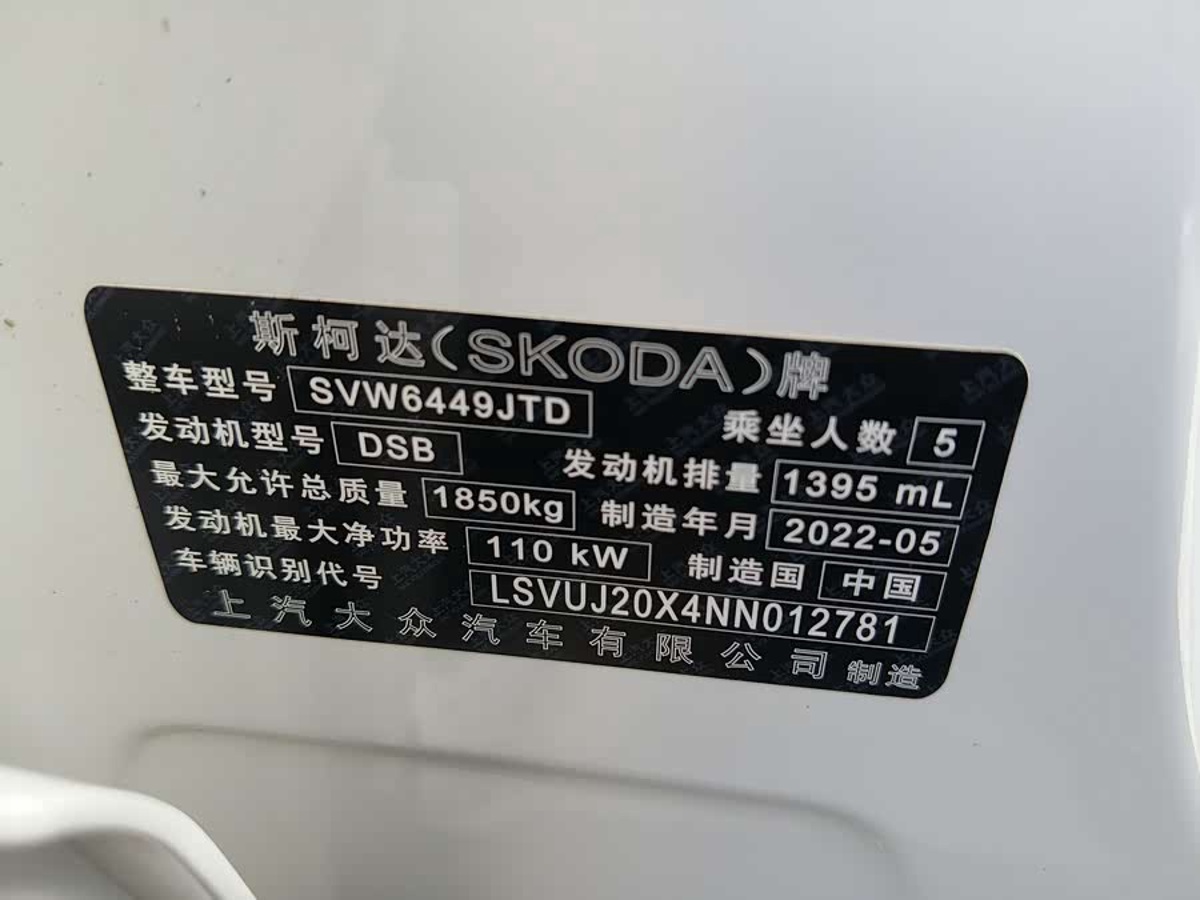 斯柯达(SKODA)牌
整车型号 SVW6449JTD 乘坐人数 5
发动机型号 DSB 发动机排量 1395 mL
最大允许总质量 1850kg 制造年月 2022-05
发动机最大净功率 110 kW 制造国 中国
车辆识别代号 LSVUJ20X4NN012781
上汽大众汽车有限公司 制造